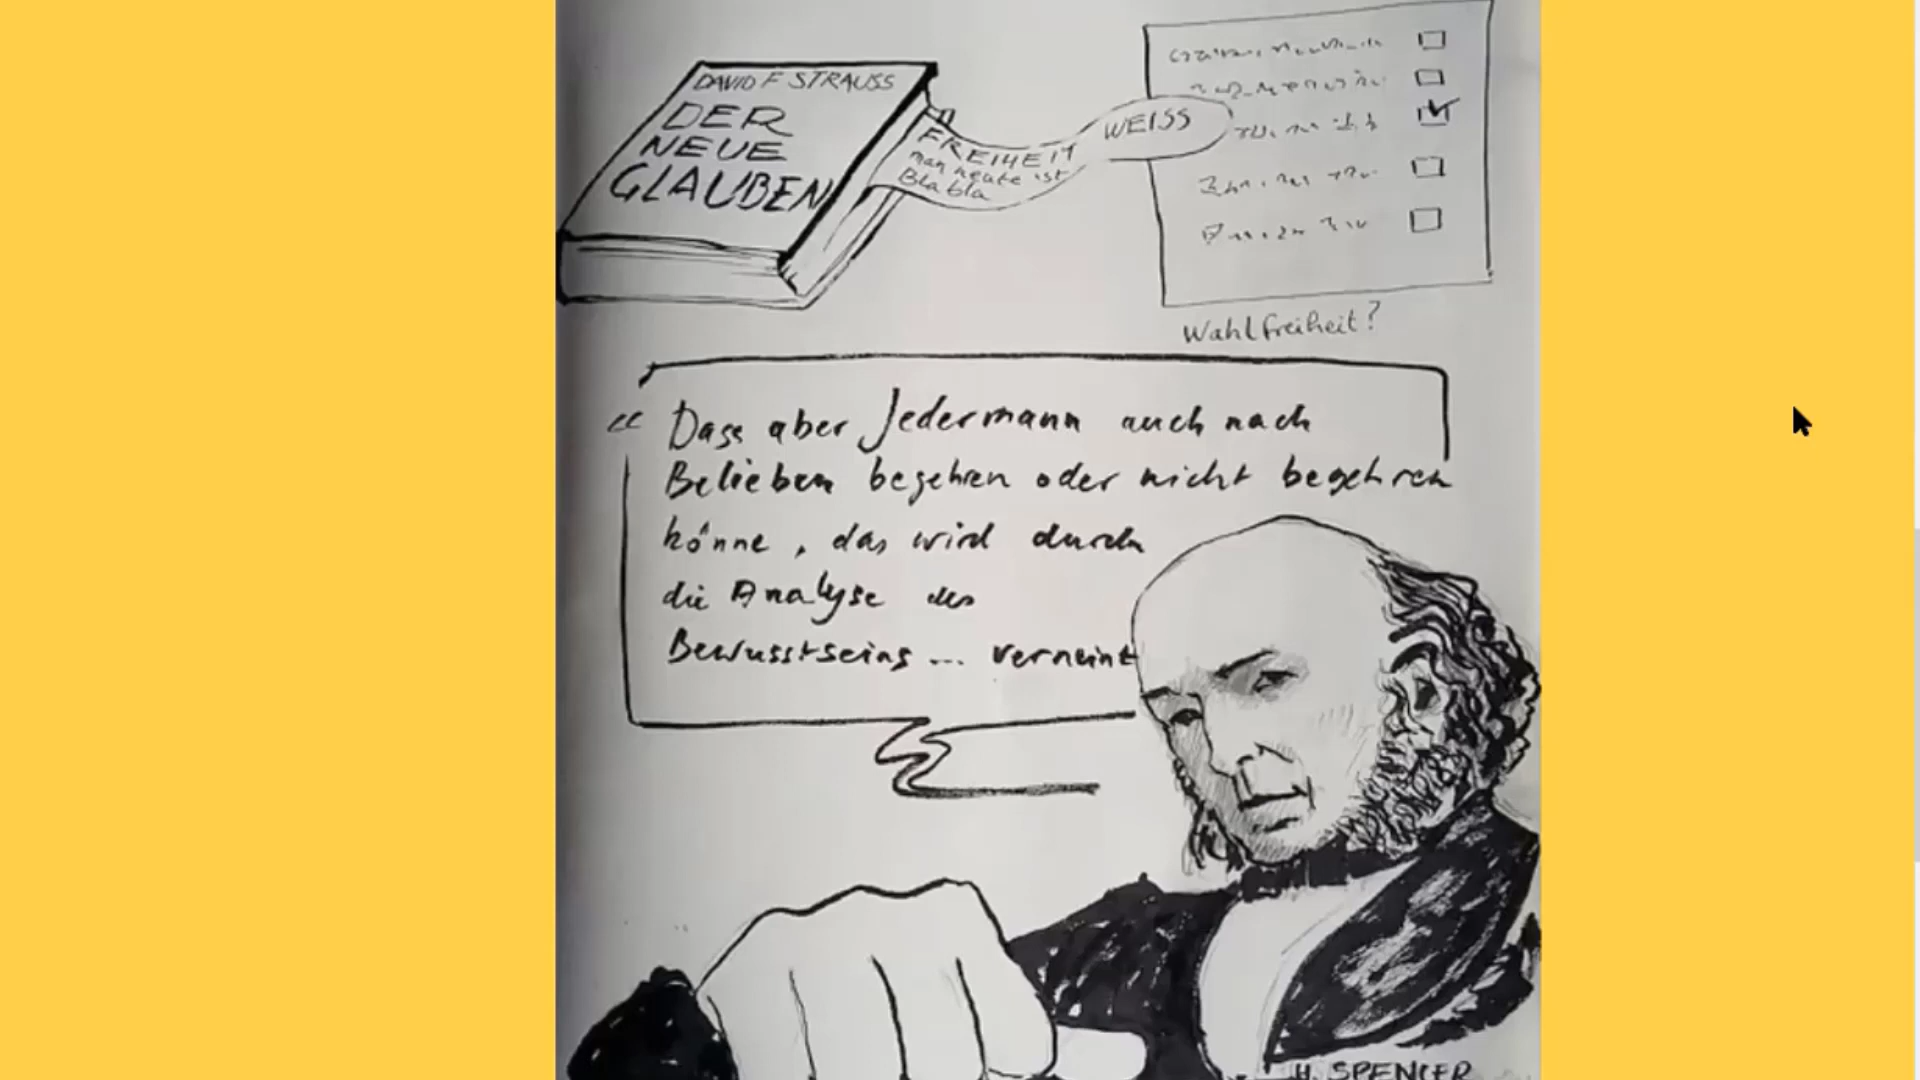 DAVID F STRAUSS
DER
NEUE
GLAUBEN
FREIHEIT
man heute ist
Bla bla
WEISS
Wahlfreiheit?
“ Dass aber Jedermann auch nach
Belieben begehren oder nicht begehren
könne, das wird durch
die Analyse des
Bewusstseins ... verneint
H. SPENCER